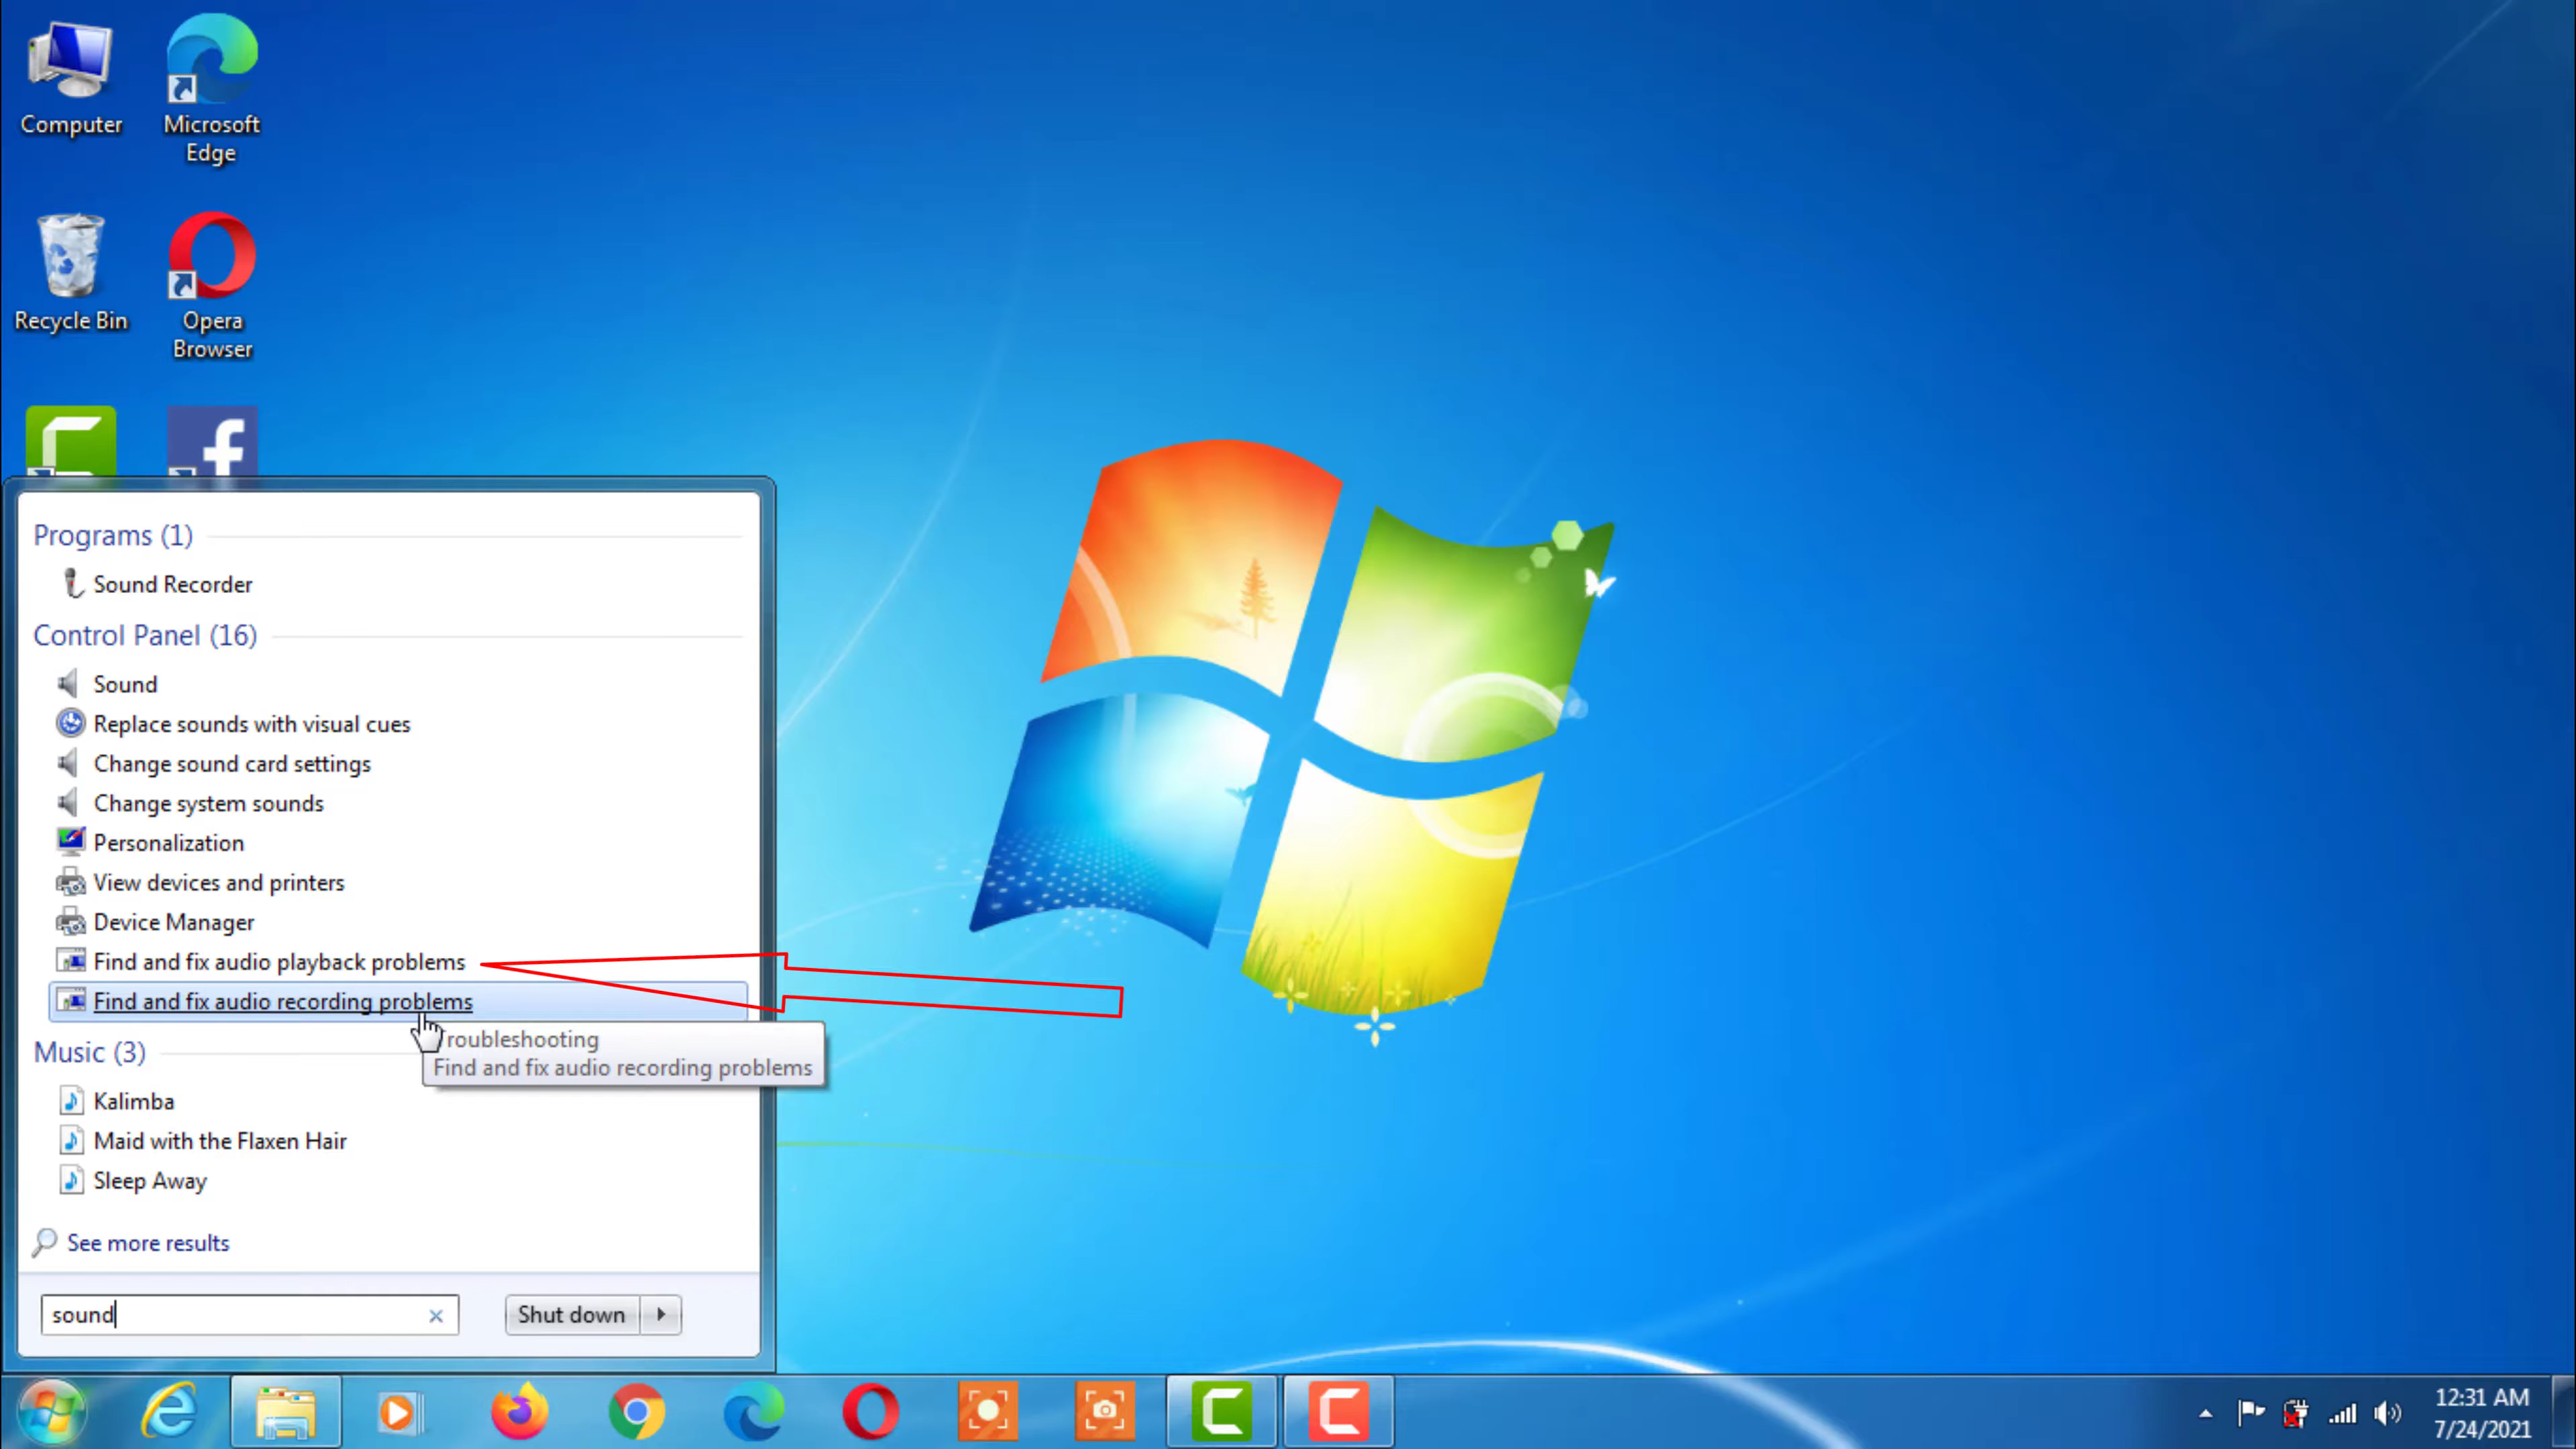 Computer
Microsoft
Edge
Recycle Bin
Opera
Browser
Programs (1)
Sound Recorder
Control Panel (16)
Sound
Replace sounds with visual cues
Change sound card settings
Change system sounds
Personalization
View devices and printers
Device Manager
Find and fix audio playback problems
Find and fix audio recording problems
roubleshooting
Find and fix audio recording problems
Music (3)
Kalimba
Maid with the Flaxen Hair
Sleep Away
See more results
sound
Shut down
12:31 AM
7/24/2021